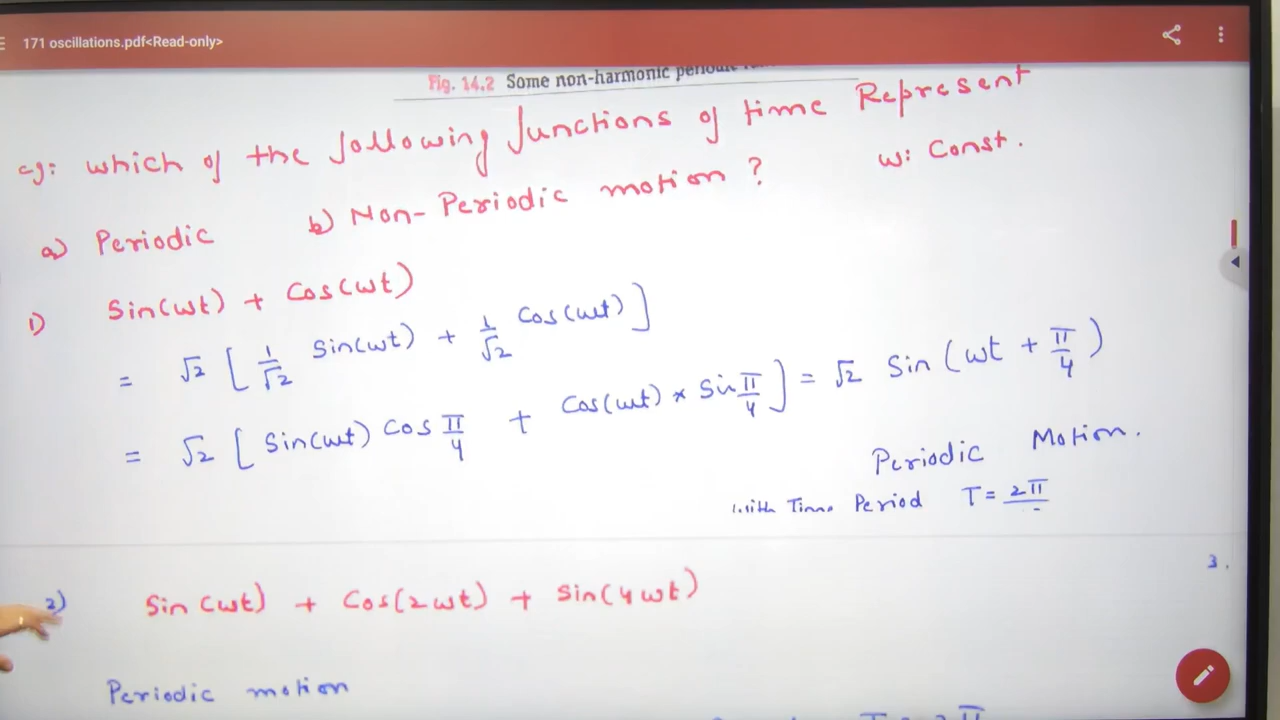 171 oscillations.pdf<Read-only>
Fig. 14.2 Some non-harmonic periodic
eg: which of the following functions of time Represent
a) Periodic b) Non-Periodic motion? ω: Const.
1) Sin(ωt) + Cos(ωt)
= √2 [ 1/√2 Sin(ωt) + 1/√2 Cos(ωt) ]
= √2 [ Sin(ωt) Cos π/4 + Cos(ωt) * Sin π/4 ] = √2 Sin (ωt + π/4)
Periodic Motion.
with Time Period T = 2π
3.
2) Sin(ωt) + Cos(2ωt) + Sin(4ωt)
Periodic motion
T = 2π